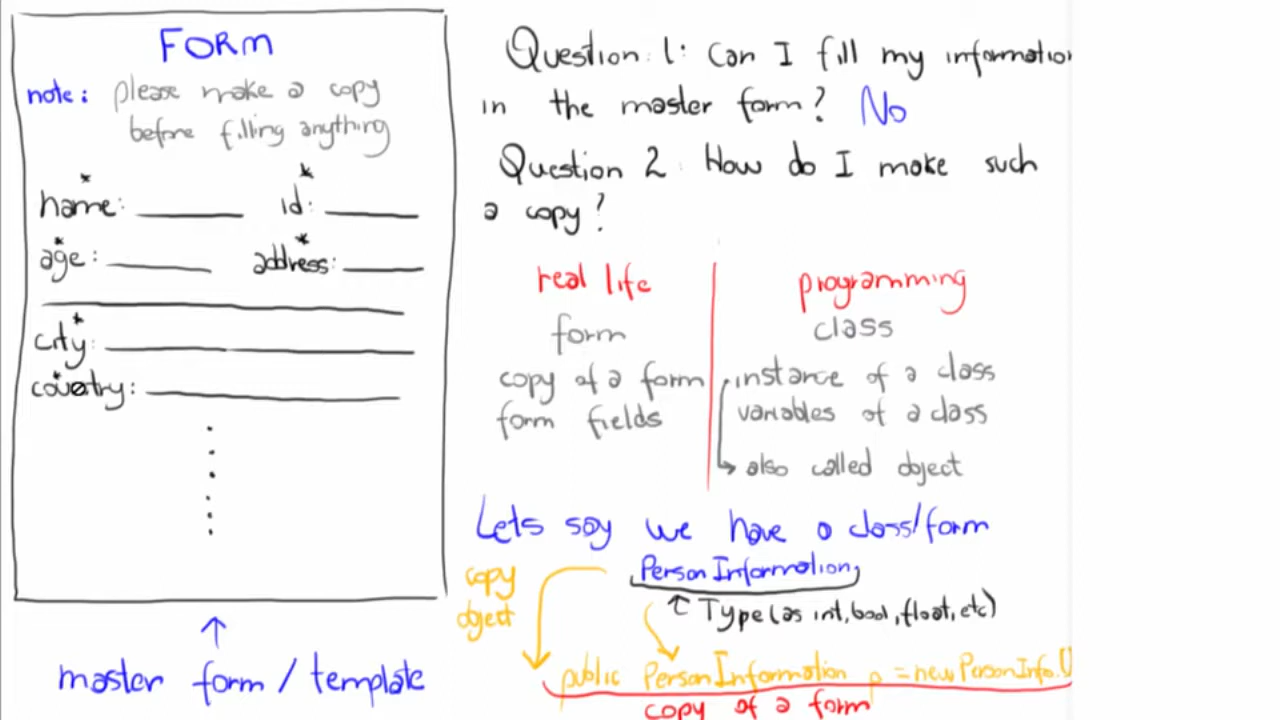 FORM
note: please make a copy
before filling anything
* *
name: id:
* *
age: address:
*
city:
*
country:
master form / template
Question 1: Can I fill my information
in the master form? No
Question 2: How do I make such
a copy?
real life programming
form class
copy of a form instance of a class
form fields variables of a class
also called object
Lets say we have a class/form
PersonInformation
copy
object
Type (as int, bool, float, etc)
public PersonInformation p = new PersonInfo.()
copy of a form